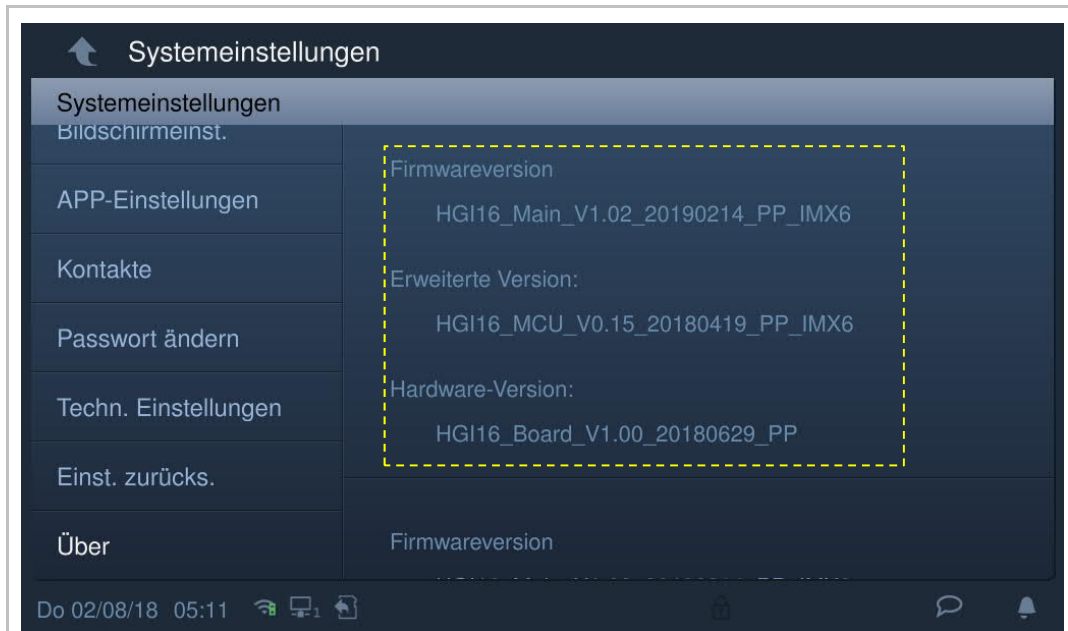 Systemeinstellungen
Systemeinstellungen
Bildschirmeinst.
APP-Einstellungen
Kontakte
Passwort ändern
Techn. Einstellungen
Einst. zurücks.
Über
Firmwareversion
HGI16_Main_V1.02_20190214_PP_IMX6
Erweiterte Version:
HGI16_MCU_V0.15_20180419_PP_IMX6
Hardware-Version:
HGI16_Board_V1.00_20180629_PP
Firmwareversion
Do 02/08/18 05:11 1